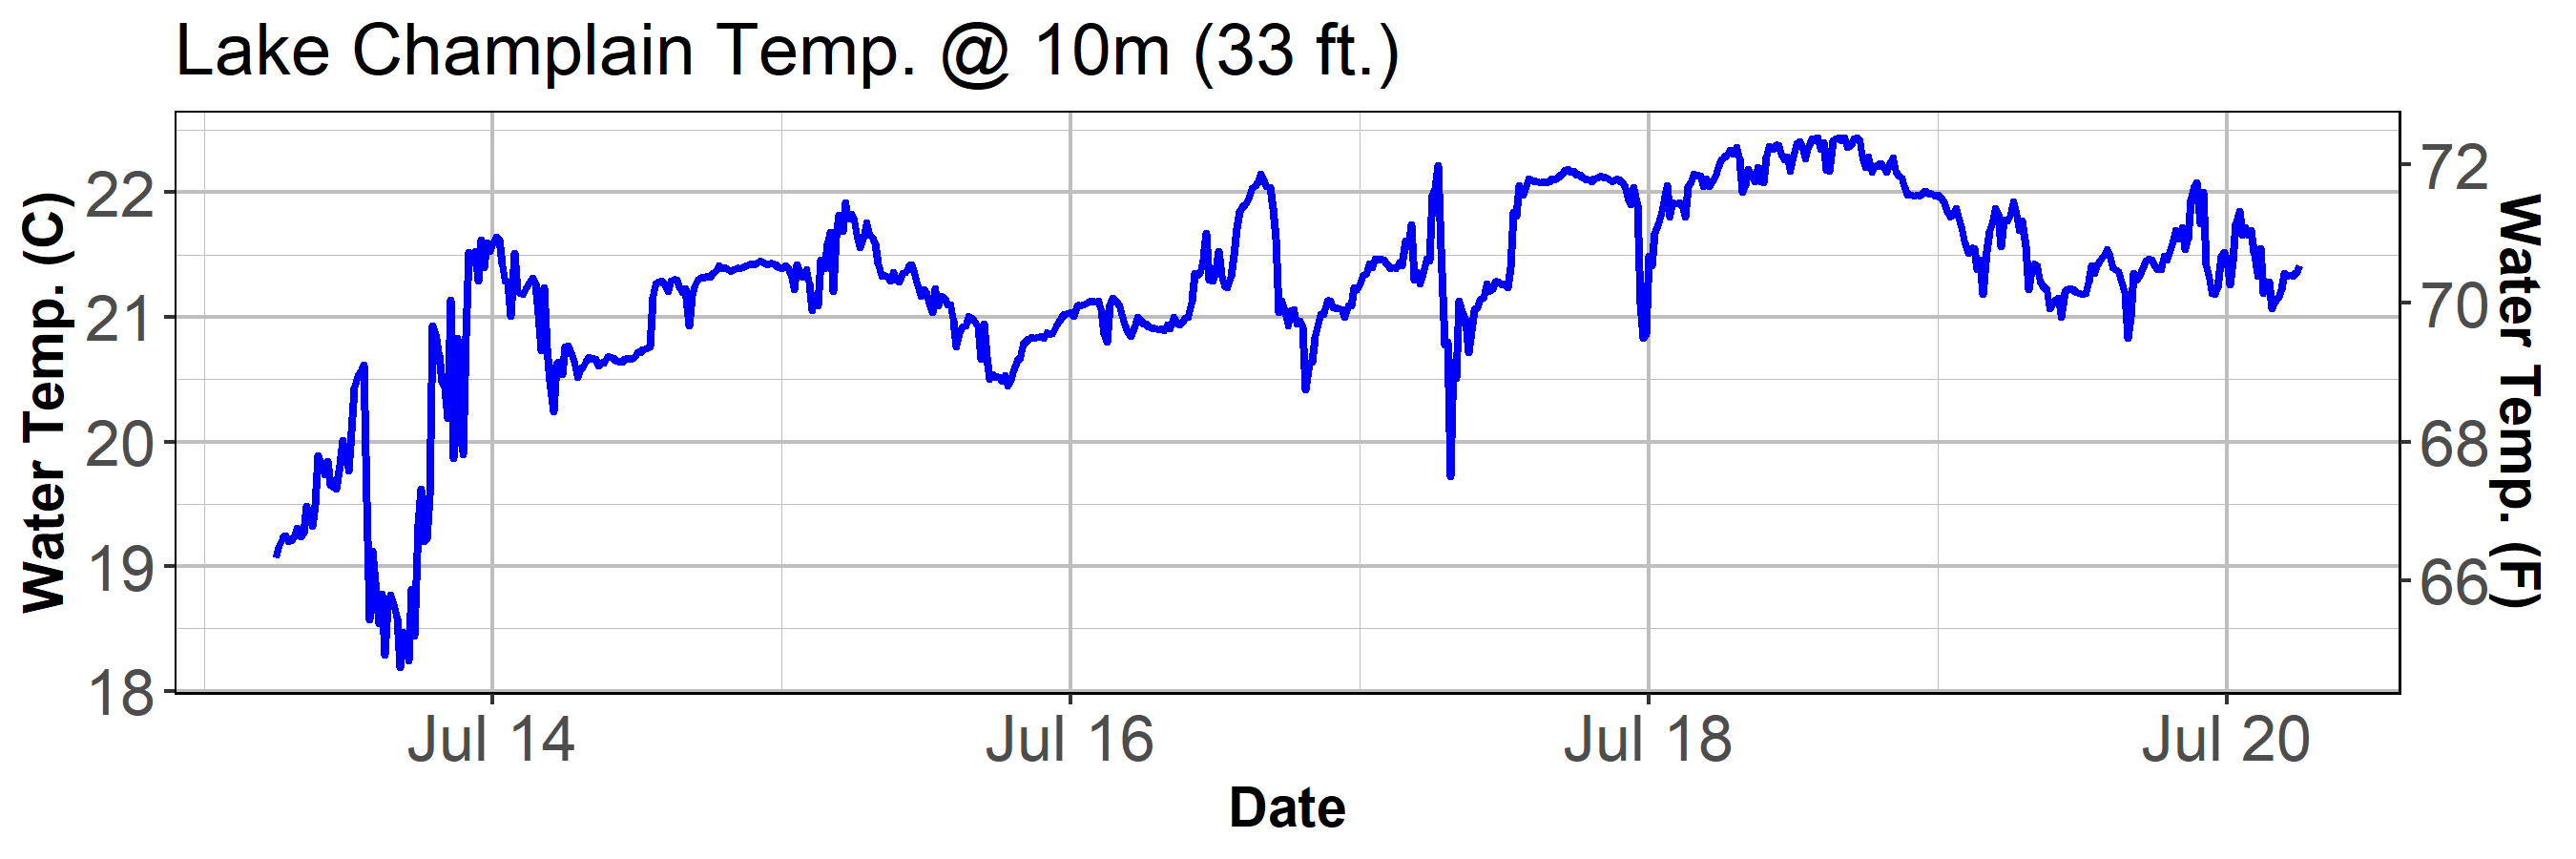 Lake Champlain Temp. @ 10m (33 ft.)
Water Temp. (C)
22
21
20
19
18
72
70
68
66
Water Temp. (F)
Jul 14 Jul 16 Jul 18 Jul 20
Date